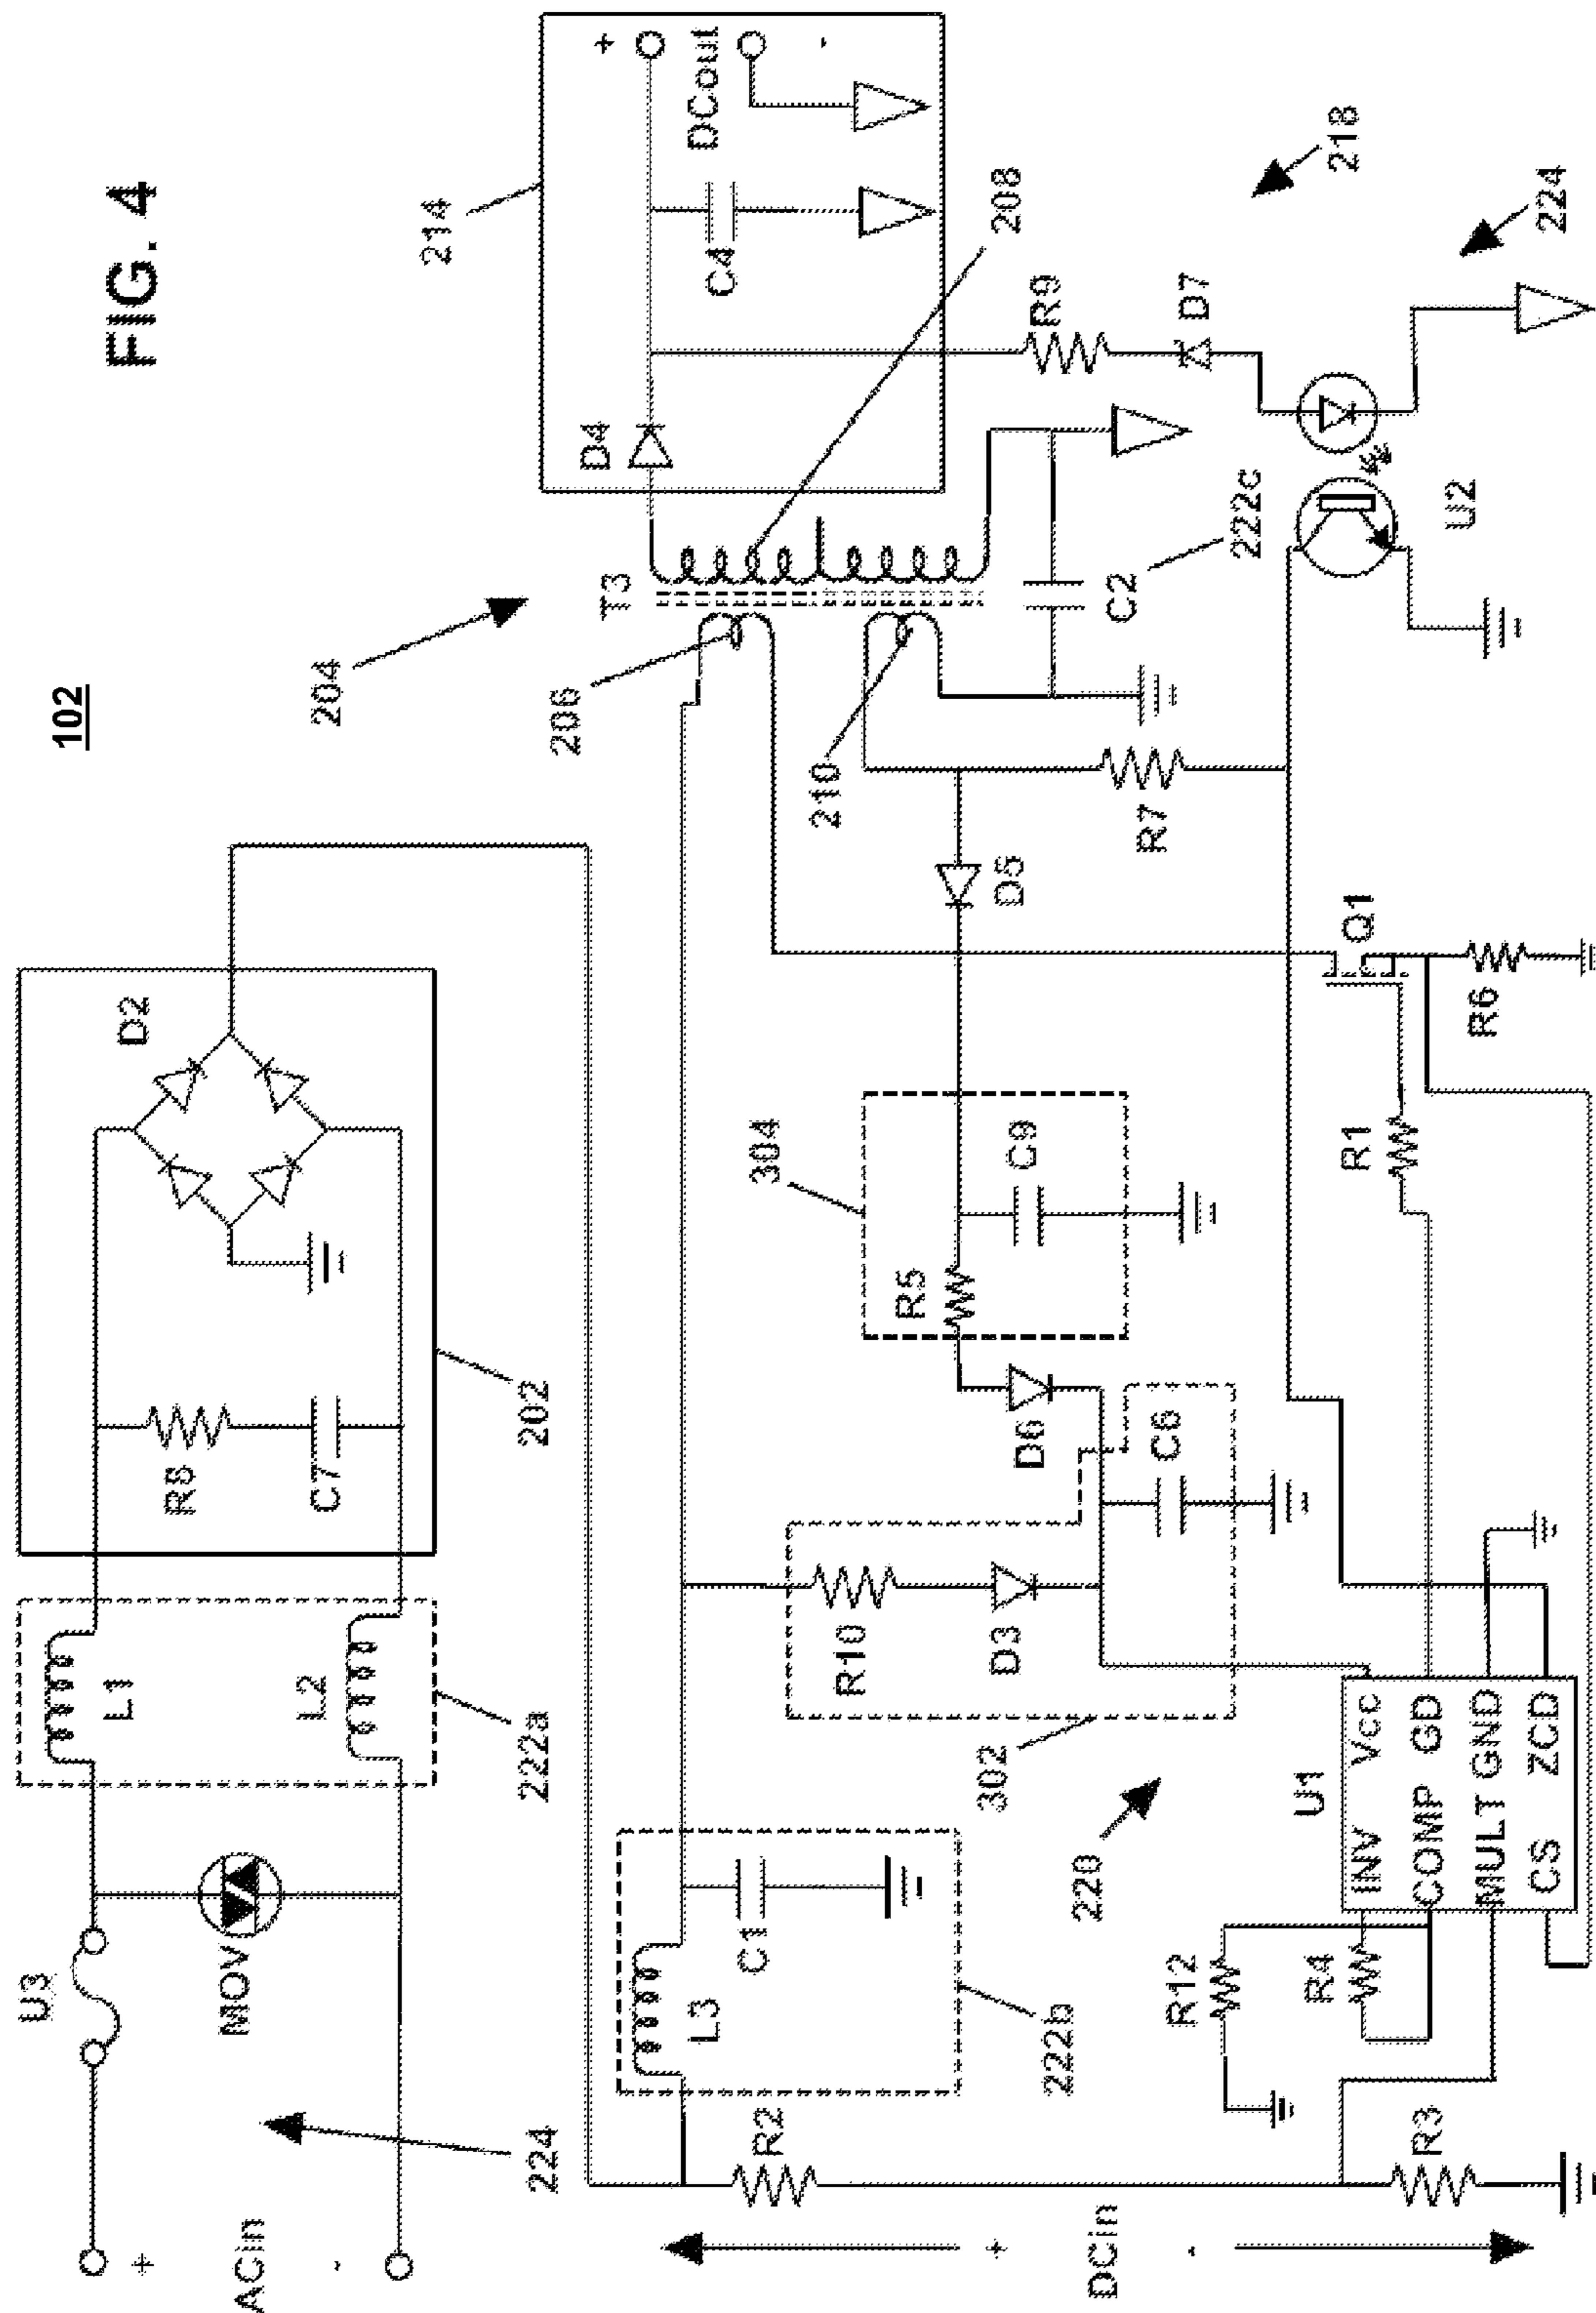 FIG. 4
102
U3
224
ACin
+
-
MOV
L1
L2
222a
R8
C7
202
D2
204
T3
206
208
210
214
D4
C4
DCout
+
-
218
224
R9
D7
U2
C2
222c
R7
D5
304
R5
C9
D6
C6
R10
D3
302
220
L3
C1
222b
R2
R3
DCin
+
-
R12
R4
U1
INV Vcc
COMP GD
MULT GND
CS ZCD
R1
Q1
R6